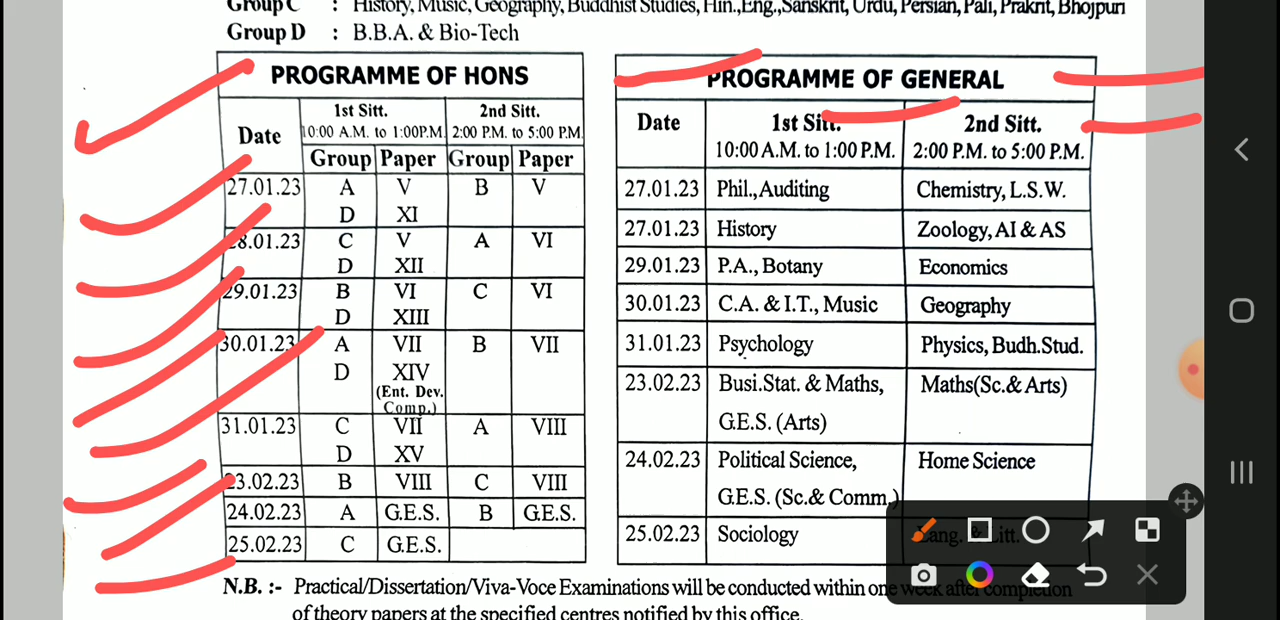 Group C : History, Music, Geography, Buddhist Studies, Hin.,Eng.,Sanskrit, Urdu, Persian, Pali, Prakrit, Bhojpuri
Group D : B.B.A. & Bio-Tech
PROGRAMME OF HONS
Date 1st Sitt. 2nd Sitt.
10:00 A.M. to 1:00P.M. 2:00 P.M. to 5:00 P.M.
Group Paper Group Paper
27.01.23 A V B V
D XI
28.01.23 C V A VI
D XII
29.01.23 B VI C VI
D XIII
30.01.23 A VII B VII
D XIV
(Ent. Dev.
Comp.)
31.01.23 C VII A VIII
D XV
23.02.23 B VIII C VIII
24.02.23 A G.E.S. B G.E.S.
25.02.23 C G.E.S.
PROGRAMME OF GENERAL
Date 1st Sitt. 2nd Sitt.
10:00 A.M. to 1:00 P.M. 2:00 P.M. to 5:00 P.M.
27.01.23 Phil., Auditing Chemistry, L.S.W.
27.01.23 History Zoology, AI & AS
29.01.23 P.A., Botany Economics
30.01.23 C.A. & I.T., Music Geography
31.01.23 Psychology Physics, Budh.Stud.
23.02.23 Busi.Stat. & Maths, Maths(Sc.& Arts)
G.E.S. (Arts)
24.02.23 Political Science, Home Science
G.E.S. (Sc.& Comm.)
25.02.23 Sociology Lang. & Litt.
N.B. :- Practical/Dissertation/Viva-Voce Examinations will be conducted within one week after completion
of theory papers at the specified centres notified by this office.